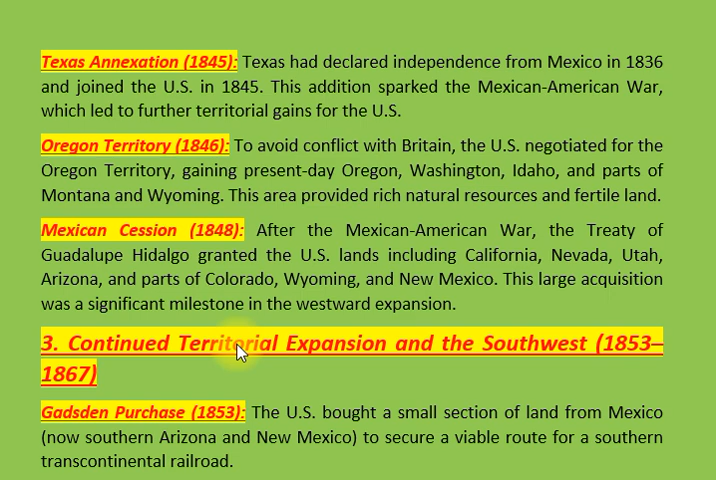 Texas Annexation (1845): Texas had declared independence from Mexico in 1836
and joined the U.S. in 1845. This addition sparked the Mexican-American War,
which led to further territorial gains for the U.S.
Oregon Territory (1846): To avoid conflict with Britain, the U.S. negotiated for the
Oregon Territory, gaining present-day Oregon, Washington, Idaho, and parts of
Montana and Wyoming. This area provided rich natural resources and fertile land.
Mexican Cession (1848): After the Mexican-American War, the Treaty of
Guadalupe Hidalgo granted the U.S. lands including California, Nevada, Utah,
Arizona, and parts of Colorado, Wyoming, and New Mexico. This large acquisition
was a significant milestone in the westward expansion.
3. Continued Territorial Expansion and the Southwest (1853–
1867)
Gadsden Purchase (1853): The U.S. bought a small section of land from Mexico
(now southern Arizona and New Mexico) to secure a viable route for a southern
transcontinental railroad.